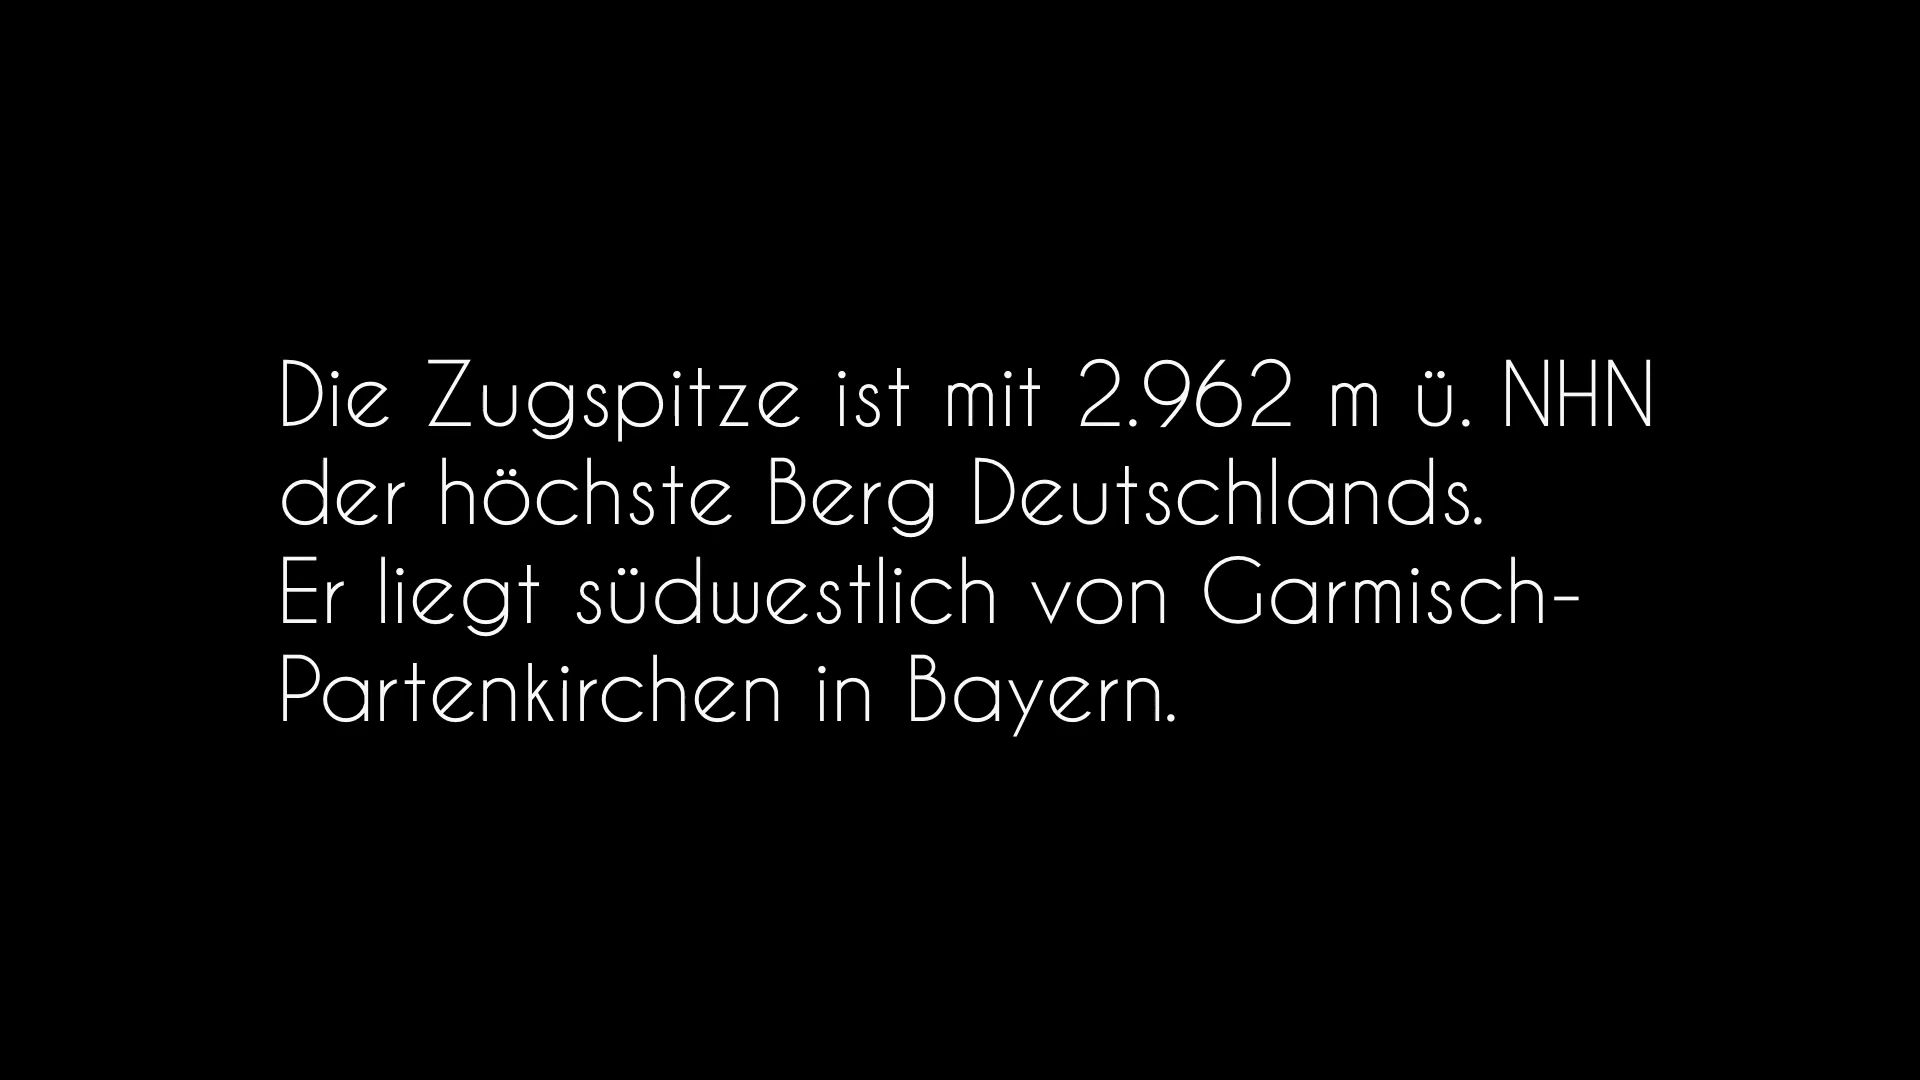 Die Zugspitze ist mit 2.962 m ü. NHN
der höchste Berg Deutschlands.
Er liegt südwestlich von Garmisch-
Partenkirchen in Bayern.